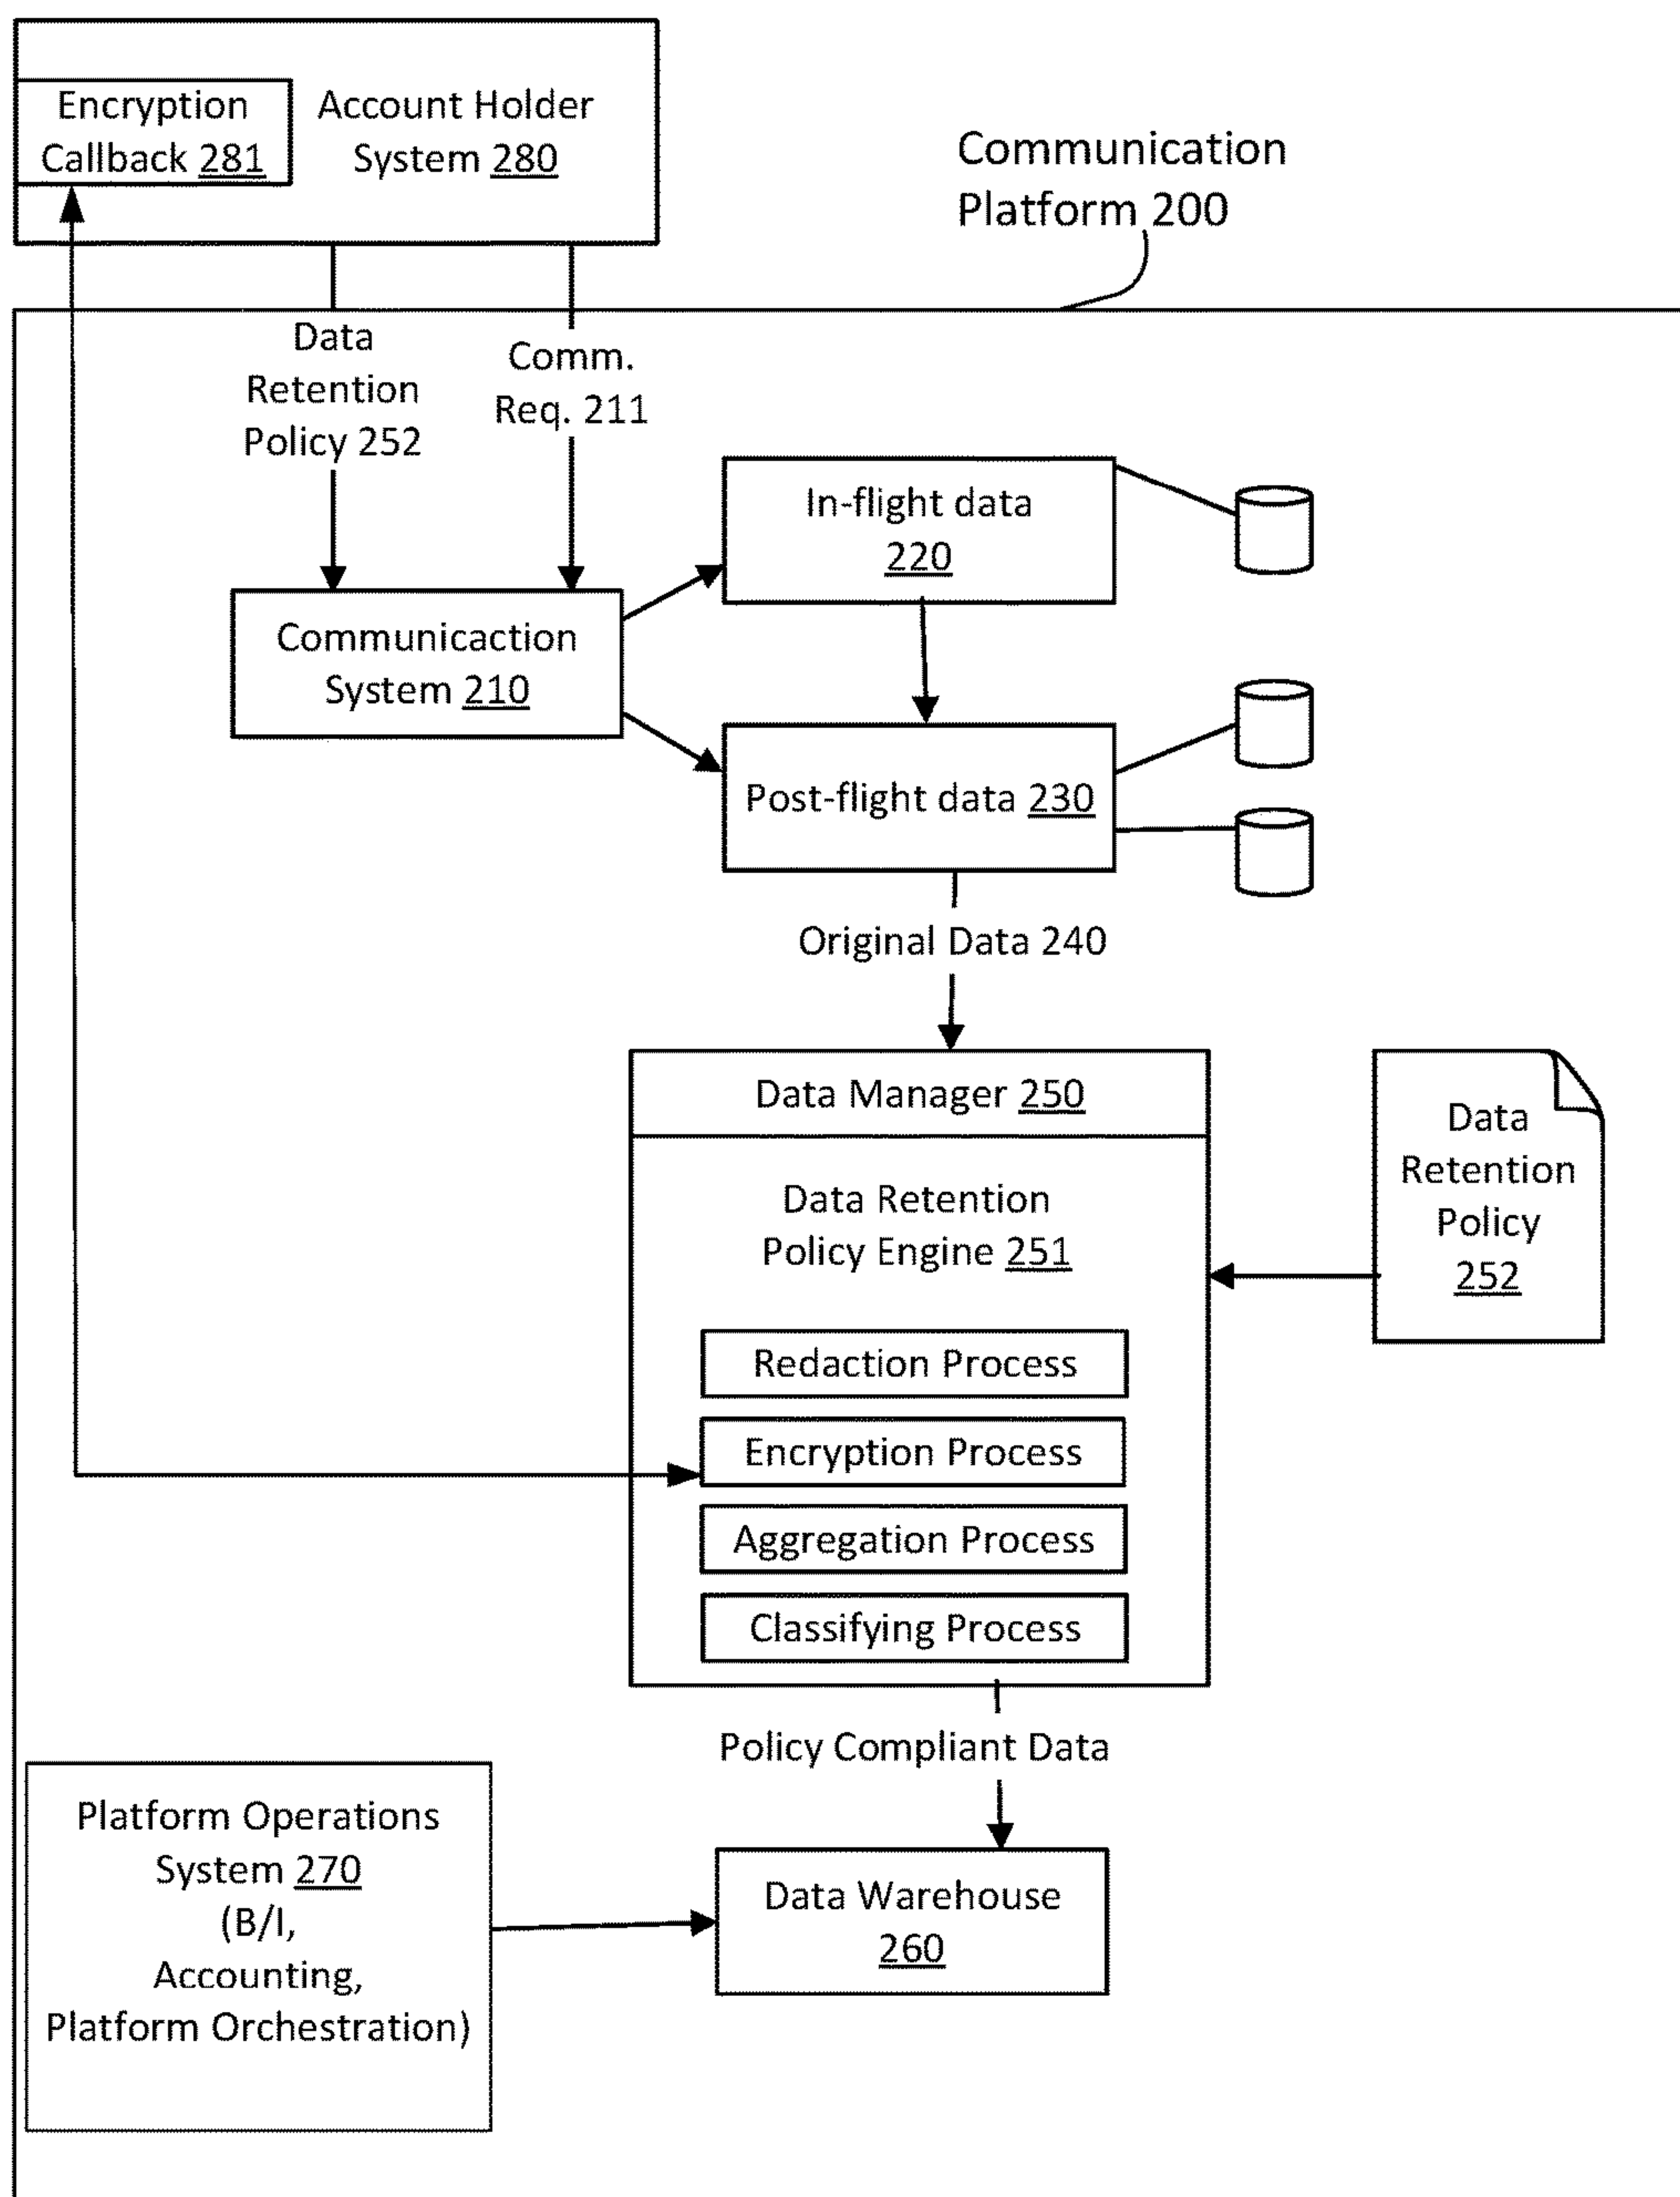 Encryption
Callback 281
Account Holder
System 280
Communication
Platform 200
Data
Retention
Policy 252
Comm.
Req. 211
In-flight data
220
Communicaction
System 210
Post-flight data 230
Original Data 240
Data Manager 250
Data Retention
Policy Engine 251
Data
Retention
Policy
252
Redaction Process
Encryption Process
Aggregation Process
Classifying Process
Policy Compliant Data
Platform Operations
System 270
(B/I,
Accounting,
Platform Orchestration)
Data Warehouse
260